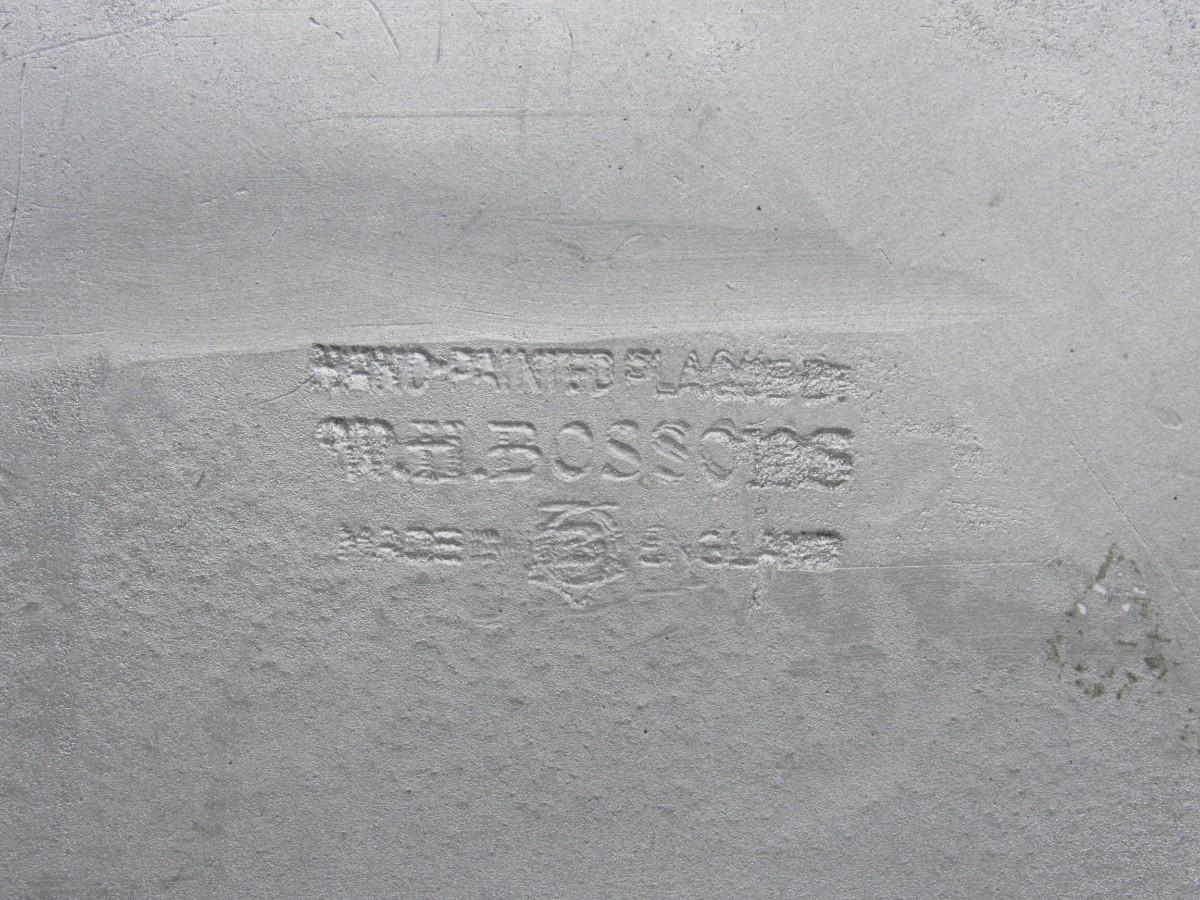 HAND-PAINTED PLAQUE BY
W.H.BOSSONS
MADE IN ENGLAND